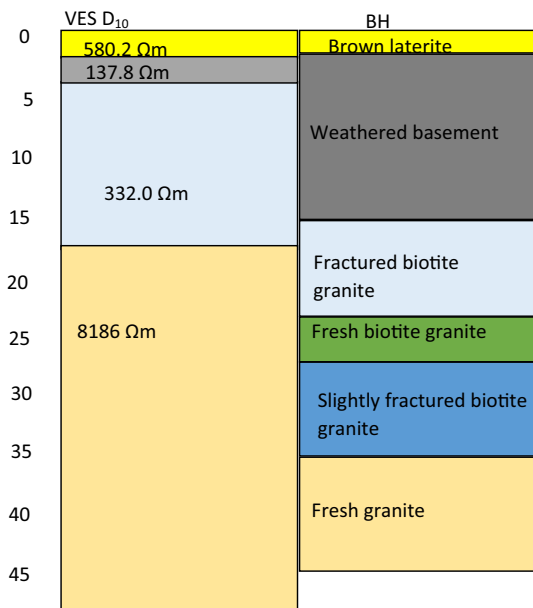 VES D₁₀
BH
0
580.2 Ωm
Brown laterite
137.8 Ωm
5
Weathered basement
10
332.0 Ωm
15
Fractured biotite
granite
20
8186 Ωm
Fresh biotite granite
25
30
Slightly fractured biotite
granite
35
Fresh granite
40
45